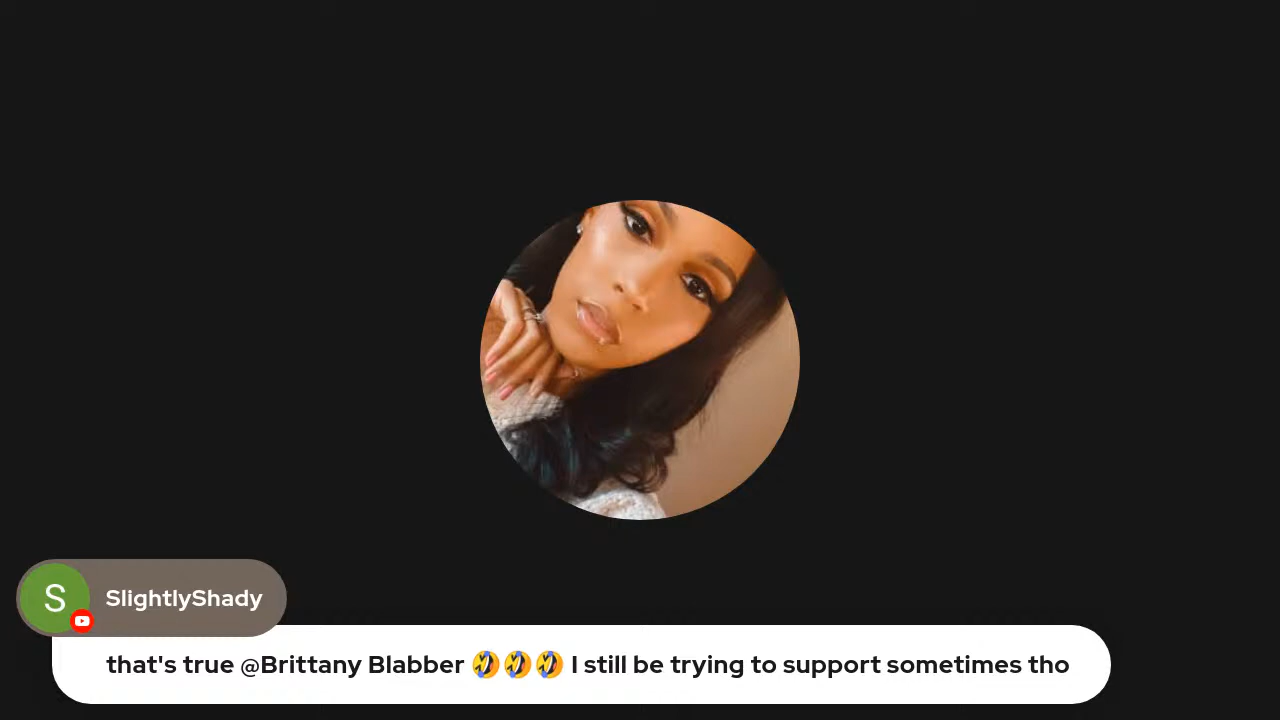 S
SlightlyShady
that's true @Brittany Blabber 🤣🤣🤣 I still be trying to support sometimes tho